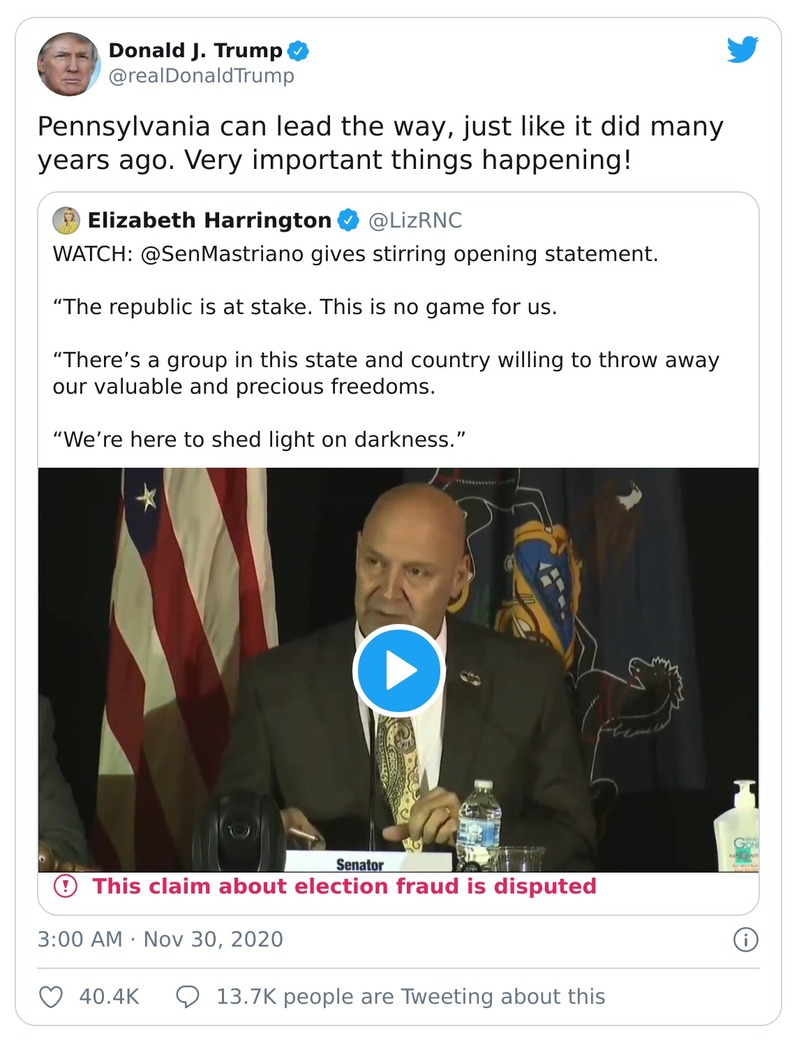 Donald J. Trump
@realDonaldTrump
Pennsylvania can lead the way, just like it did many
years ago. Very important things happening!
Elizabeth Harrington @LizRNC
WATCH: @SenMastriano gives stirring opening statement.
“The republic is at stake. This is no game for us.
“There’s a group in this state and country willing to throw away
our valuable and precious freedoms.
“We’re here to shed light on darkness.”
Senator
This claim about election fraud is disputed
3:00 AM · Nov 30, 2020
40.4K 13.7K people are Tweeting about this